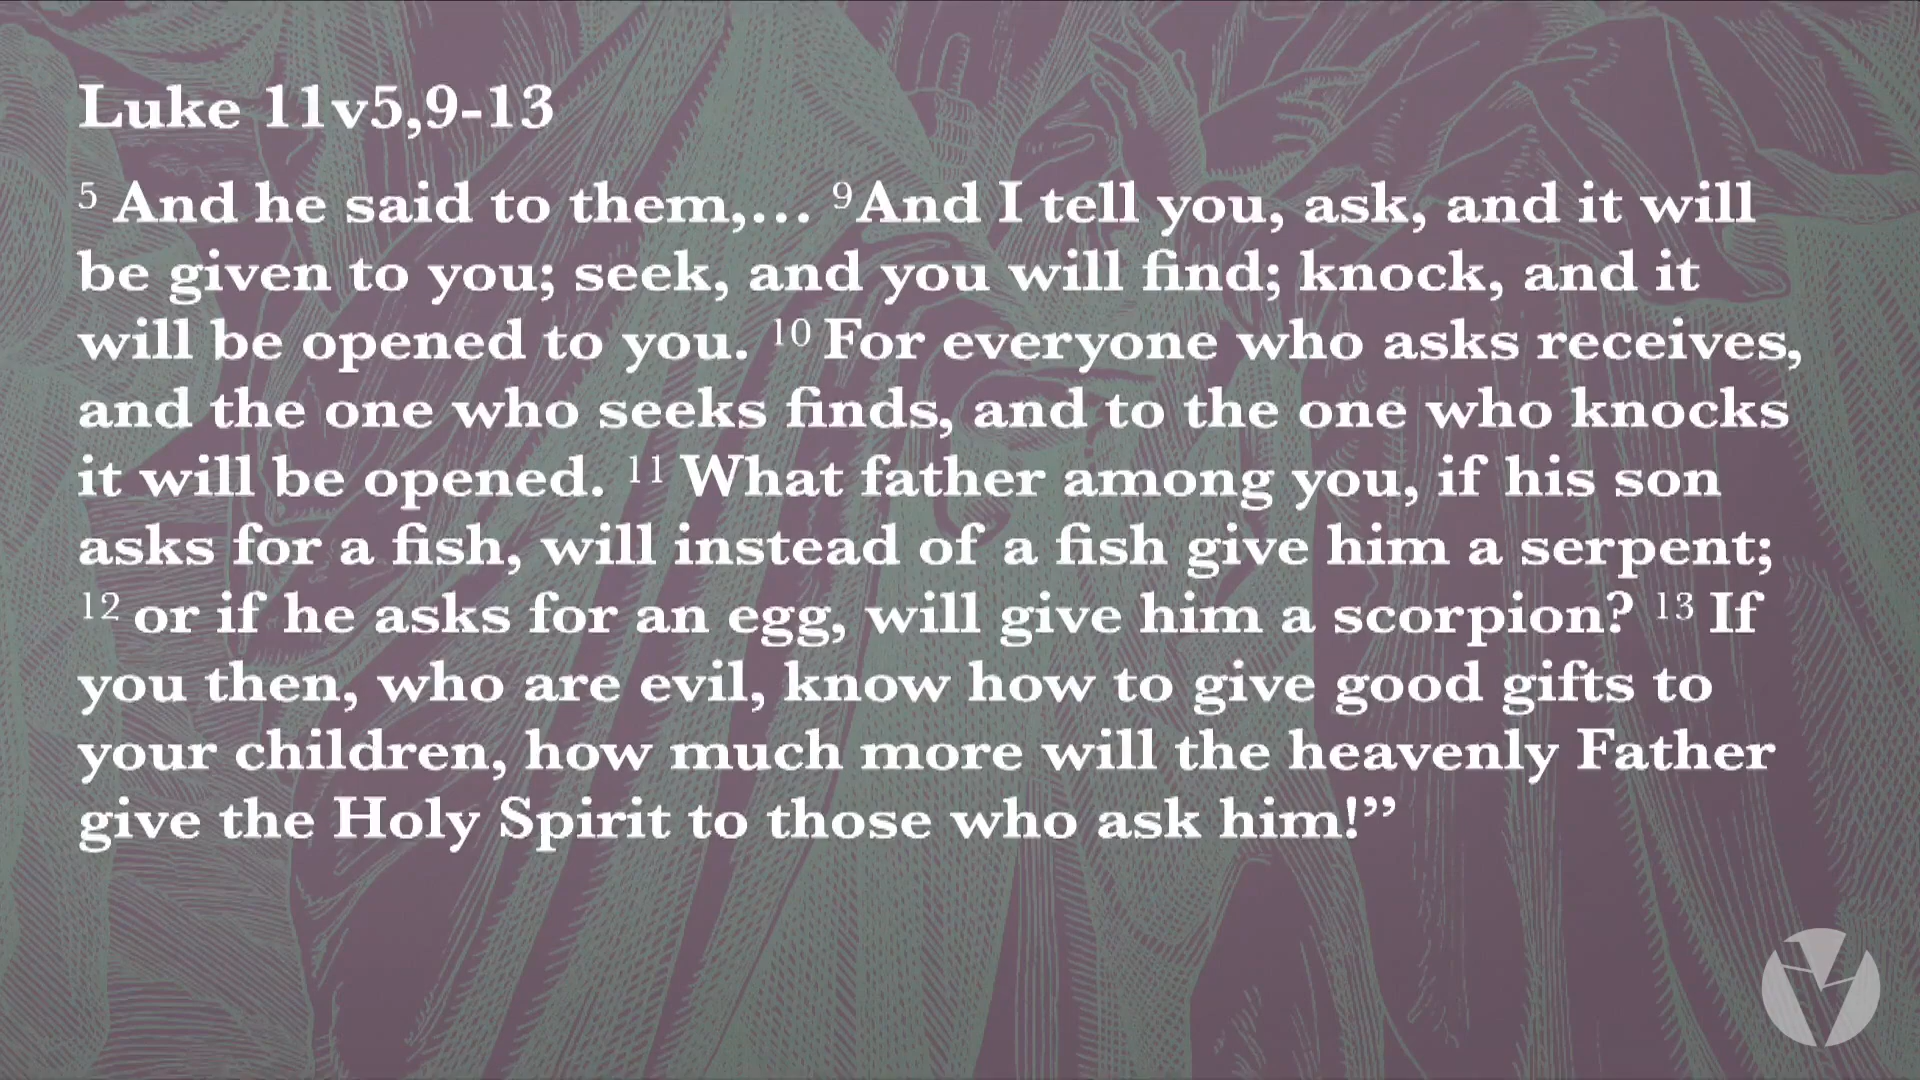 Luke 11v5,9-13
5 And he said to them,… 9And I tell you, ask, and it will
be given to you; seek, and you will find; knock, and it
will be opened to you. 10 For everyone who asks receives,
and the one who seeks finds, and to the one who knocks
it will be opened. 11 What father among you, if his son
asks for a fish, will instead of a fish give him a serpent;
12 or if he asks for an egg, will give him a scorpion? 13 If
you then, who are evil, know how to give good gifts to
your children, how much more will the heavenly Father
give the Holy Spirit to those who ask him!”